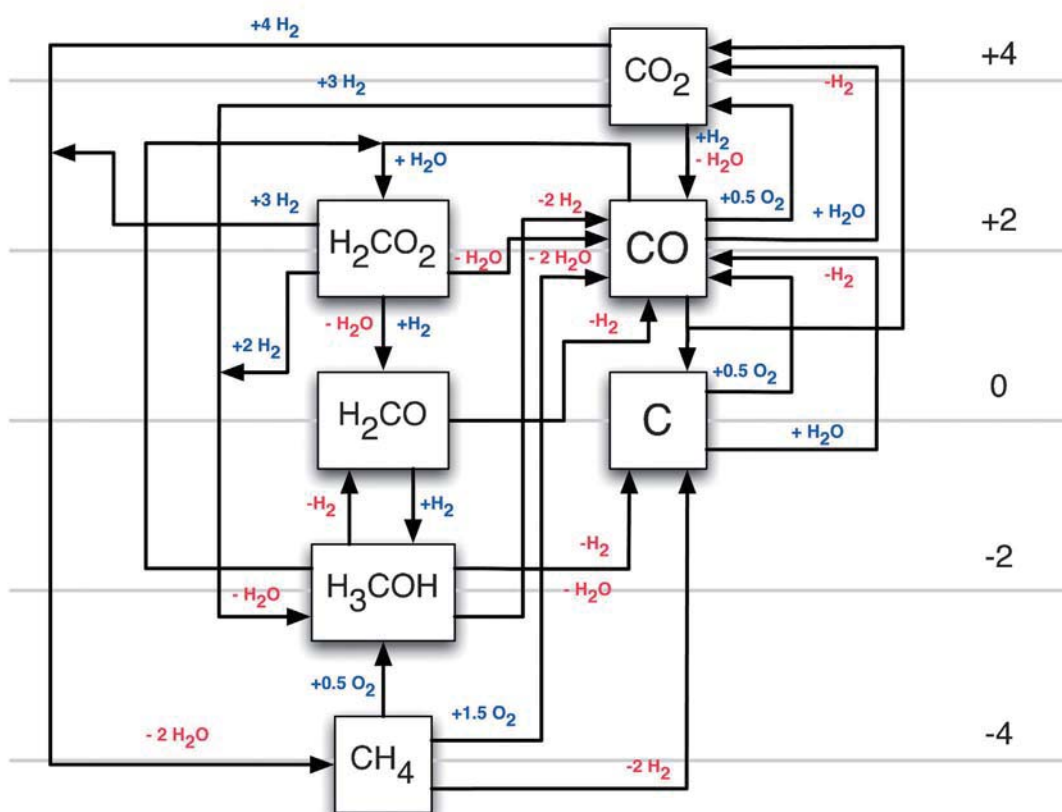 +4 H2
+4
CO2
+3 H2
-H2
+H2
- H2O
+ H2O
+0.5 O2
-2 H2
+3 H2
+ H2O
+2
H2CO2
CO
- H2O
- 2 H2O
-H2
-H2
- H2O
+H2
+2 H2
+0.5 O2
0
H2CO
C
+ H2O
-H2
+H2
-H2
-2
H3COH
- H2O
- H2O
+0.5 O2
+1.5 O2
- 2 H2O
-4
CH4
-2 H2